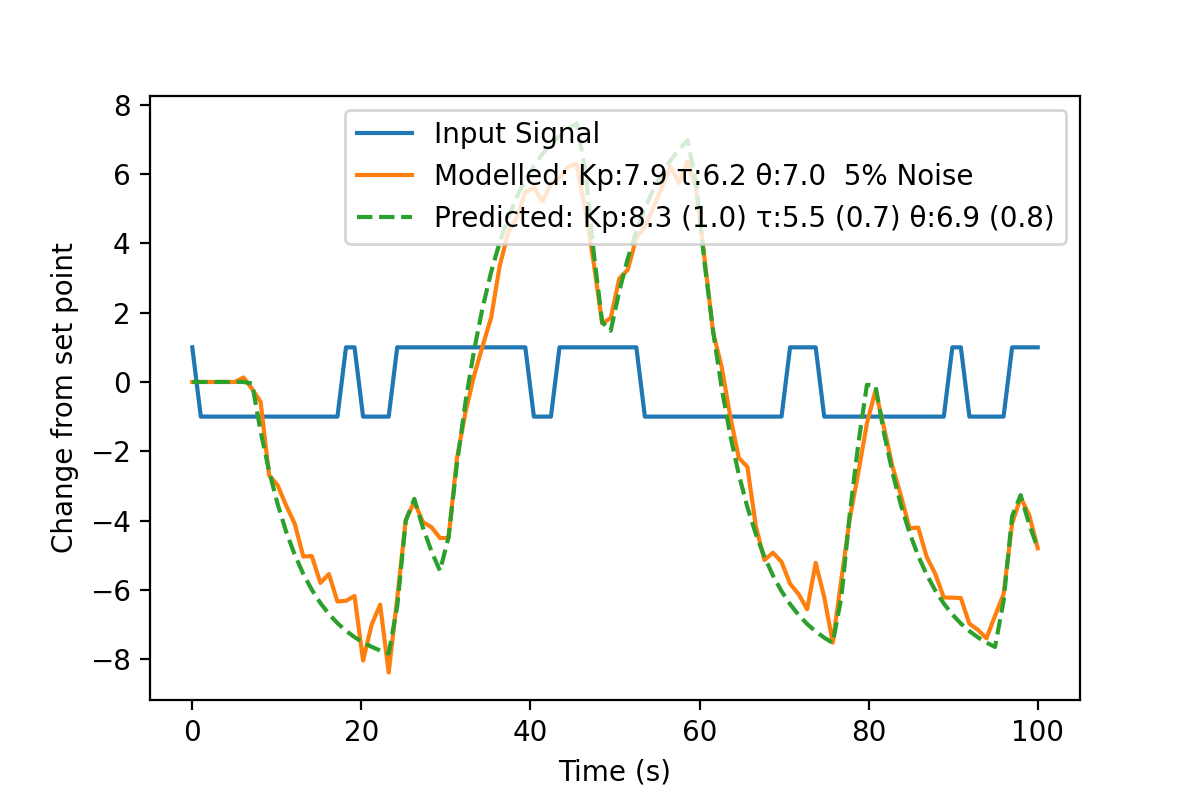 Input Signal
Modelled: Kp:7.9 τ:6.2 θ:7.0  5% Noise
Predicted: Kp:8.3 (1.0) τ:5.5 (0.7) θ:6.9 (0.8)
Change from set point
8
6
4
2
0
−2
−4
−6
−8
0 20 40 60 80 100
Time (s)